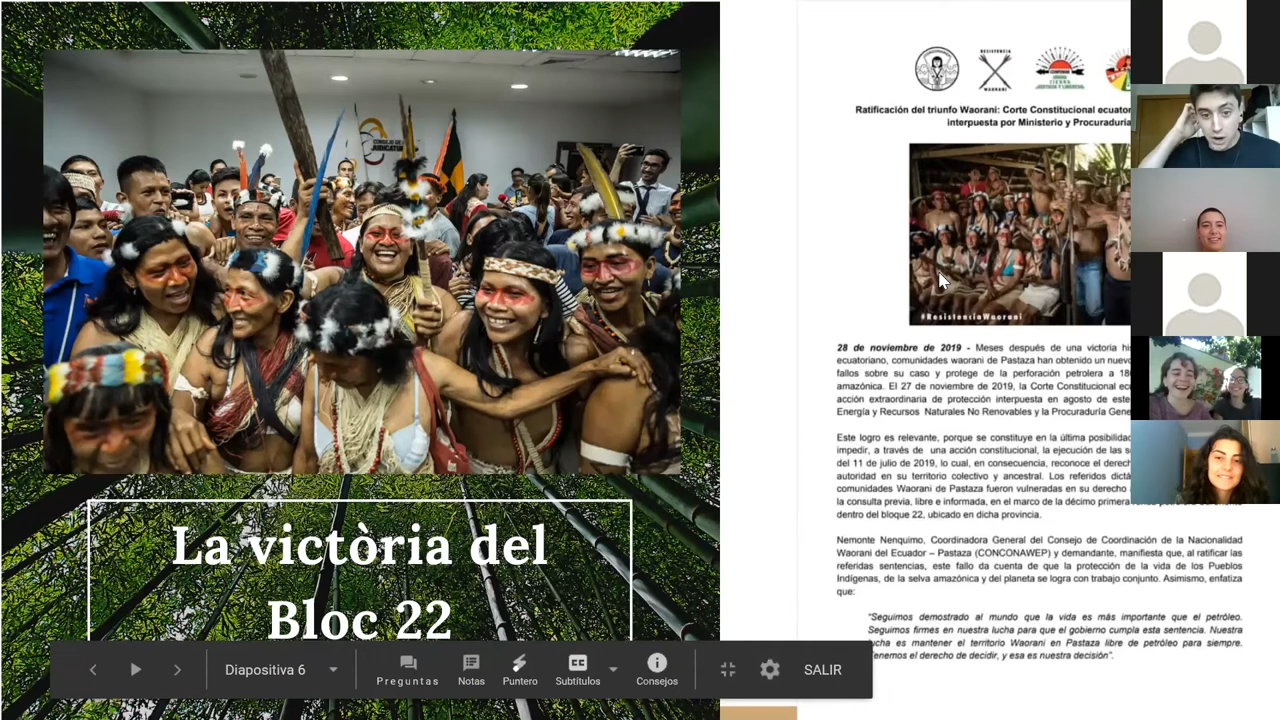 CONSEJO DE LA
JUDICATURA
La victòria del
Bloc 22
Diapositiva 6
Preguntas
Notas
Puntero
Subtítulos
Consejos
SALIR
RESISTENCIA
WAORANI
Ratificación del triunfo Waorani: Corte Constitucional
interpuesta por Ministerio y Procuraduría
#ResistenciaWaorani
28 de noviembre de 2019 - Meses después de una victoria
ecuatoriano, comunidades waorani de Pastaza han obtenido un nuevo
fallos sobre su caso y protege de la perforación petrolera a
amazónica. El 27 de noviembre de 2019, la Corte Constitucional
acción extraordinaria de protección interpuesta en agosto de este
Energía y Recursos Naturales No Renovables y la Procuraduría
Este logro es relevante, porque se constituye en la última
impedir, a través de una acción constitucional, la ejecución de las
del 11 de julio de 2019, lo cual, en consecuencia, reconoce el
autoridad en su territorio colectivo y ancestral. Los referidos
comunidades Waorani de Pastaza fueron vulneradas en su derecho
la consulta previa, libre e informada, en el marco de la décimo primera
dentro del bloque 22, ubicado en dicha provincia.
Nemonte Nenquimo, Coordinadora General del Consejo de Coordinación de la Nacionalidad
Waorani del Ecuador – Pastaza (CONCONAWEP) y demandante, manifiesta que, al ratificar las
referidas sentencias, este fallo da cuenta de que la protección de la vida de los Pueblos
Indígenas, de la selva amazónica y del planeta se logra con trabajo conjunto. Asimismo, enfatiza
que:
"Seguimos demostrado al mundo que la vida es más importante que el petróleo.
Seguimos firmes en nuestra lucha para que el gobierno cumpla esta sentencia. Nuestra
lucha es mantener el territorio Waorani en Pastaza libre de petróleo para siempre.
Tenemos el derecho de decidir, y esa es nuestra decisión".